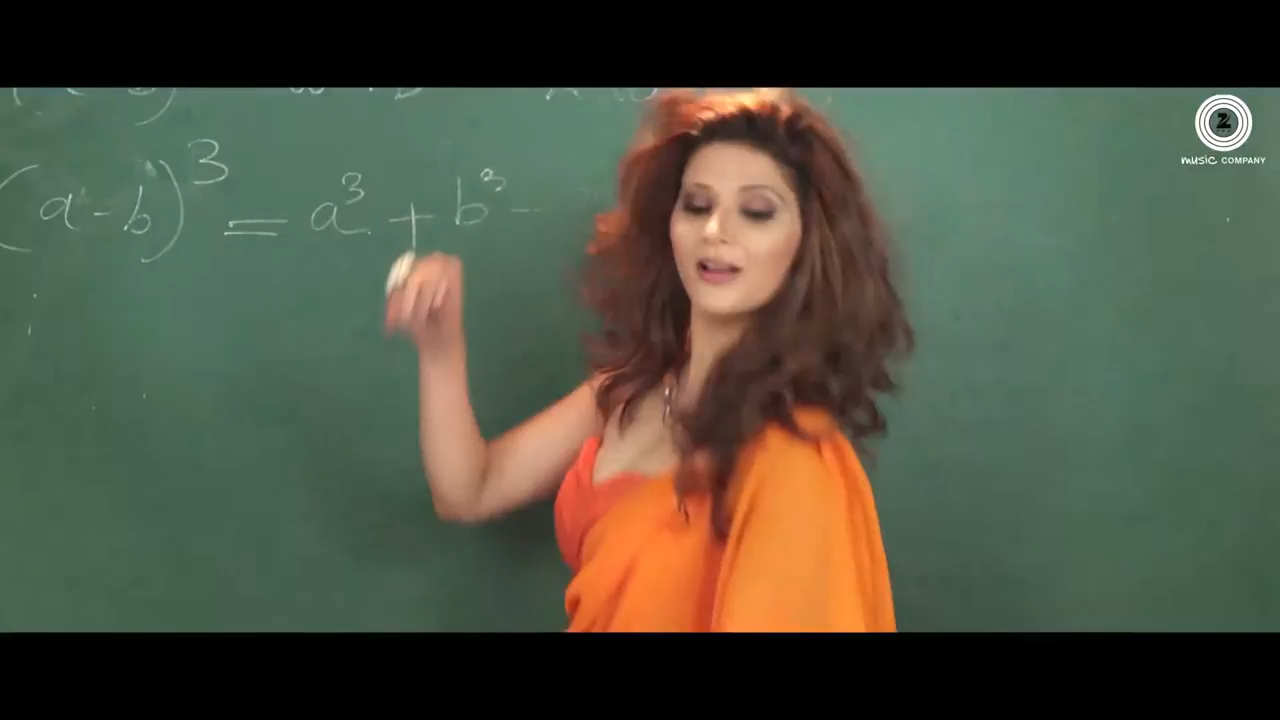 (a-b)³ = a³ + b³ -
Z
music COMPANY